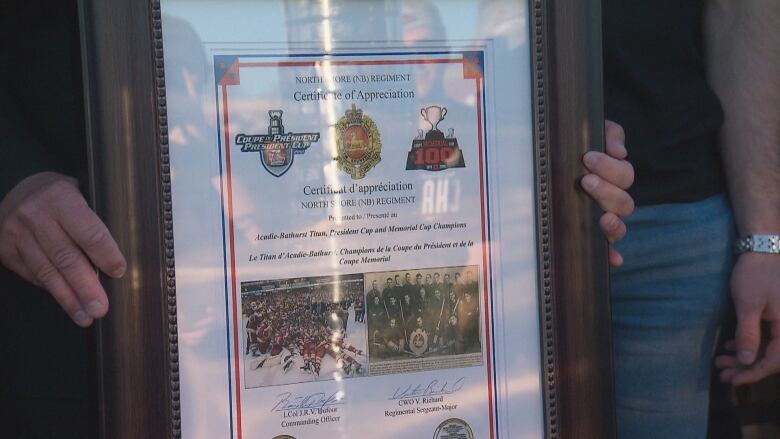 NORTH SHORE (NB) REGIMENT
Certificate of Appreciation
COUPE DU PRÉSIDENT
PRESIDENT CUP
MEMORIAL CUP
100
Certificat d'appréciation
NORTH SHORE (NB) REGIMENT
Presented to / Présenté au
Acadie-Bathurst Titan, President Cup and Memorial Cup Champions
Le Titan d'Acadie-Bathurst, Champions de la Coupe du Président et de la
Coupe Memorial
LCol J.R.V. Dufour
Commanding Officer
CWO V. Richard
Regimental Sergeant-Major